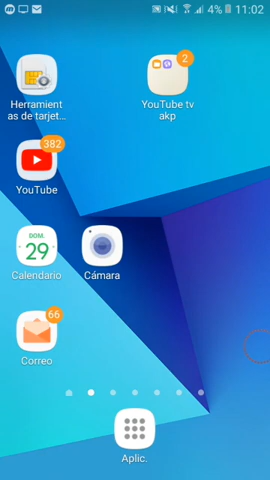 4% 11:02
2
Herramient
as de tarjet...
YouTube tv
akp
382
YouTube
DOM.
29
Calendario
Cámara
66
Correo
Aplic.